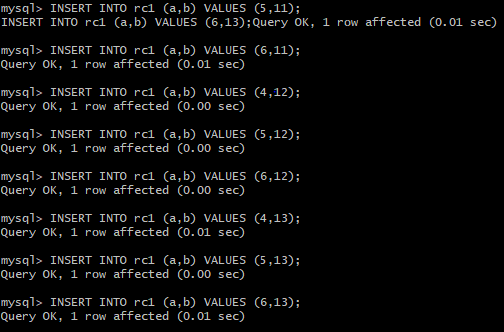 mysql> INSERT INTO rc1 (a,b) VALUES (5,11);
INSERT INTO rc1 (a,b) VALUES (6,13);Query OK, 1 row affected (0.01 sec)
mysql> INSERT INTO rc1 (a,b) VALUES (6,11);
Query OK, 1 row affected (0.01 sec)
mysql> INSERT INTO rc1 (a,b) VALUES (4,12);
Query OK, 1 row affected (0.00 sec)
mysql> INSERT INTO rc1 (a,b) VALUES (5,12);
Query OK, 1 row affected (0.00 sec)
mysql> INSERT INTO rc1 (a,b) VALUES (6,12);
Query OK, 1 row affected (0.00 sec)
mysql> INSERT INTO rc1 (a,b) VALUES (4,13);
Query OK, 1 row affected (0.01 sec)
mysql> INSERT INTO rc1 (a,b) VALUES (5,13);
Query OK, 1 row affected (0.00 sec)
mysql> INSERT INTO rc1 (a,b) VALUES (6,13);
Query OK, 1 row affected (0.01 sec)